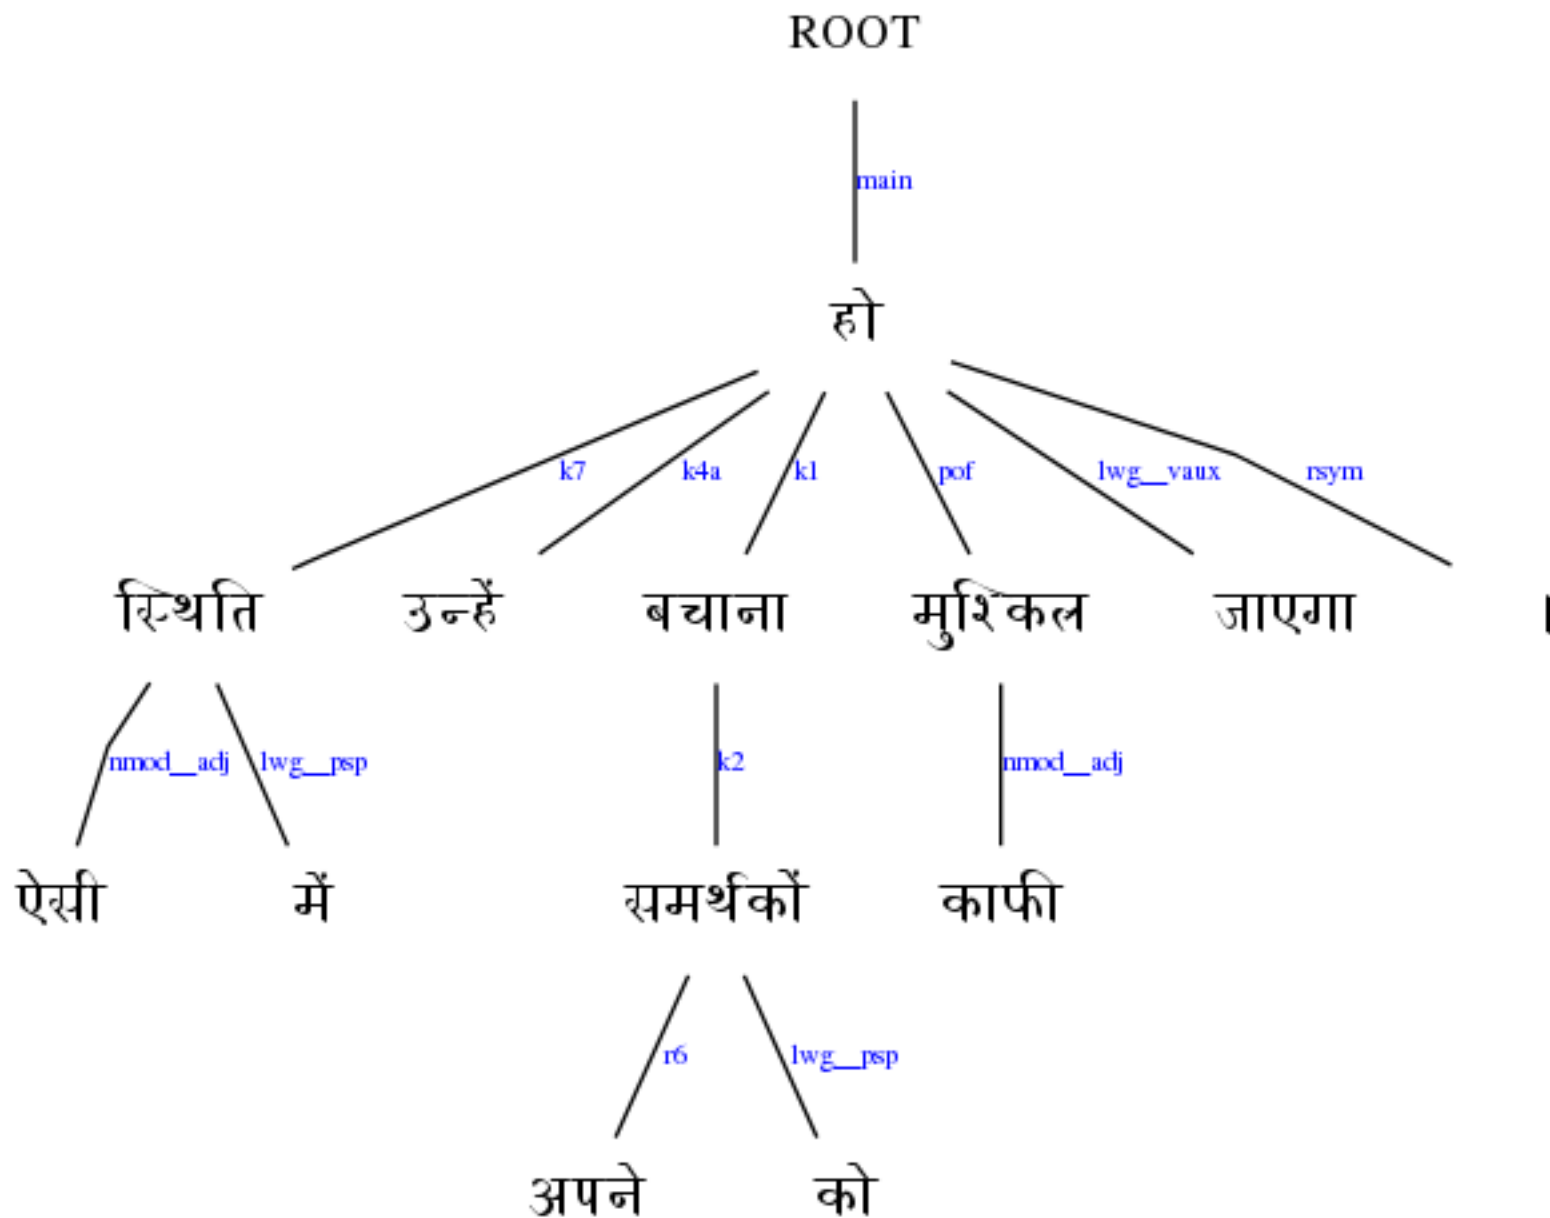 ROOT
main
हो
k7 k4a k1 pof lwg__vaux rsym
स्थिति उन्हें बचाना मुश्किल जाएगा ।
nmod__adj lwg__psp k2 nmod__adj
ऐसी में समर्थकों काफी
r6 lwg__psp
अपने को